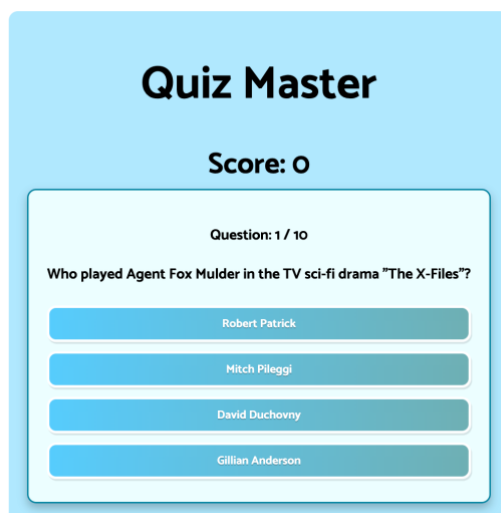 Quiz Master
Score: 0
Question: 1 / 10
Who played Agent Fox Mulder in the TV sci-fi drama "The X-Files"?
Robert Patrick
Mitch Pileggi
David Duchovny
Gillian Anderson